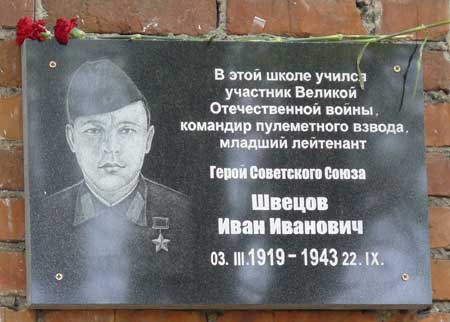 В этой школе учился
участник Великой
Отечественной войны,
командир пулеметного взвода,
младший лейтенант
Герой Советского Союза
Швецов
Иван Иванович
03. III. 1919 - 1943 22. IX.